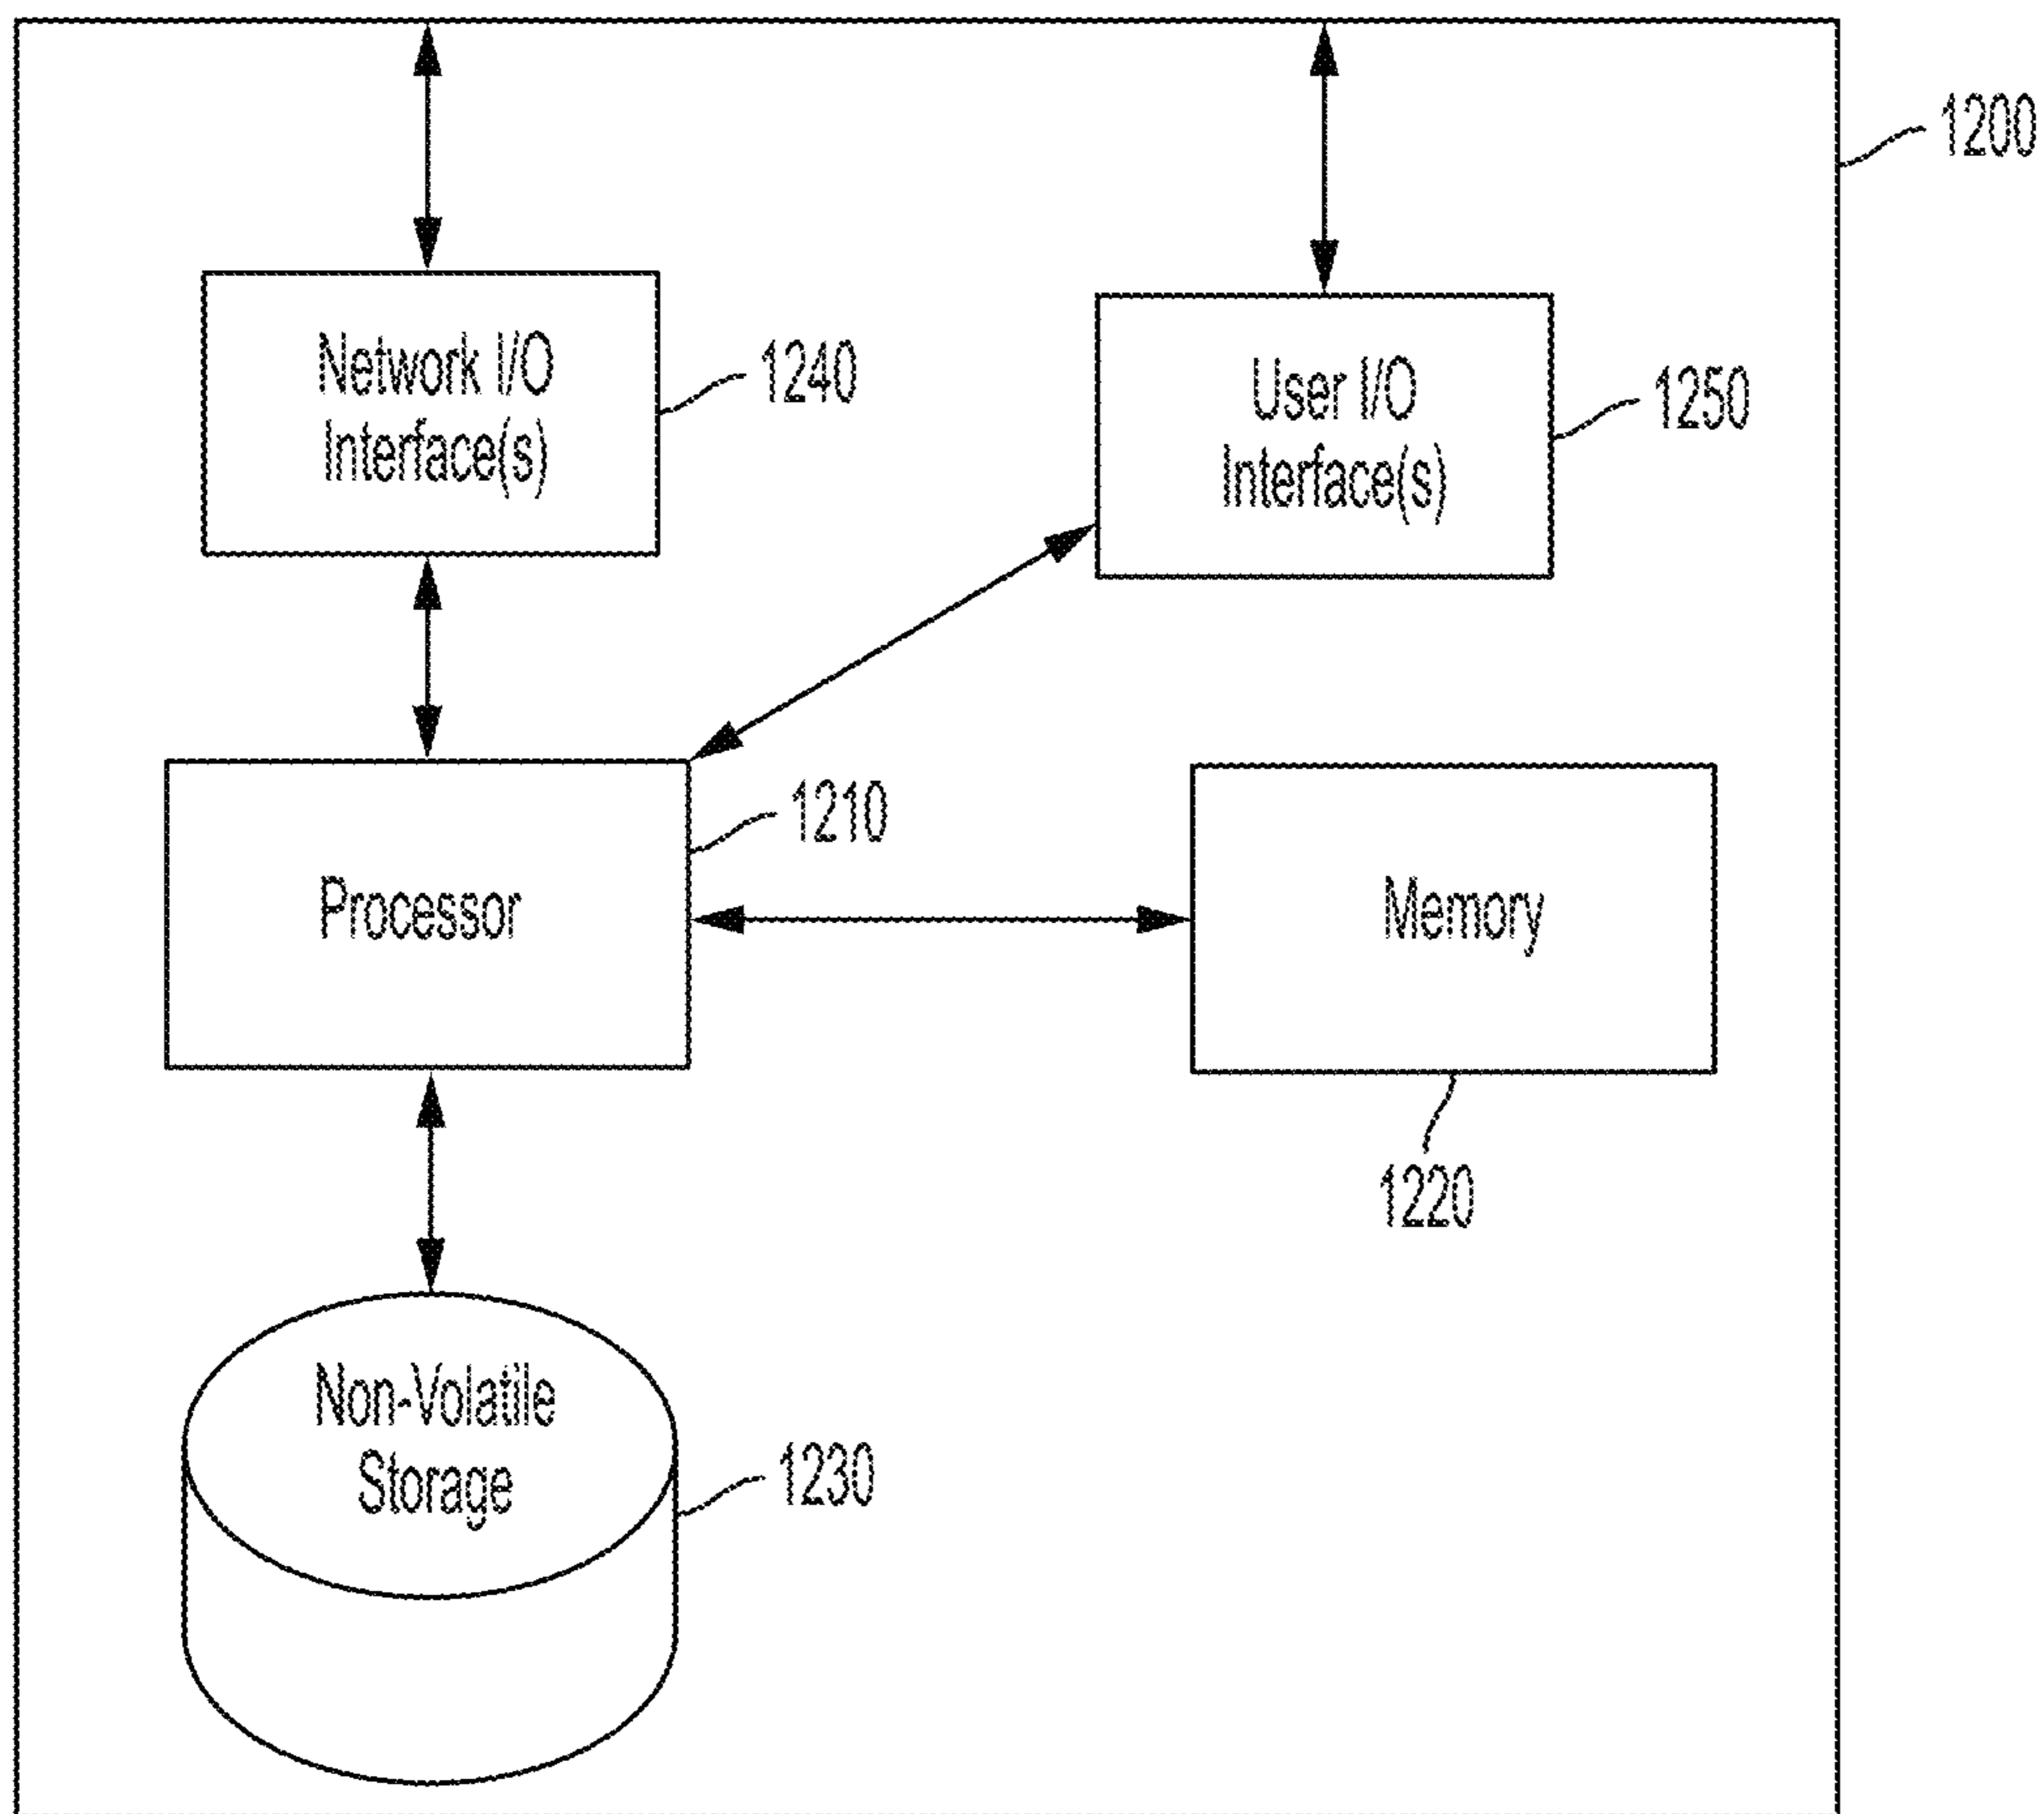 1200
Network I/O
Interface(s)
1240
User I/O
Interface(s)
1250
Processor
1210
Memory
1220
Non-Volatile
Storage
1230